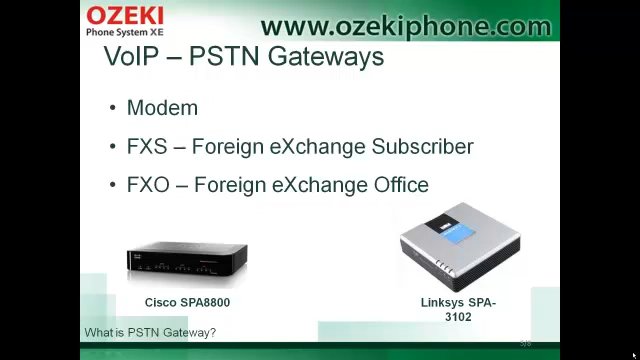 OZEKI
Phone System XE
www.ozekiphone.com
VoIP – PSTN Gateways
• Modem
• FXS – Foreign eXchange Subscriber
• FXO – Foreign eXchange Office
Cisco SPA8800
Linksys SPA-
3102
What is PSTN Gateway?